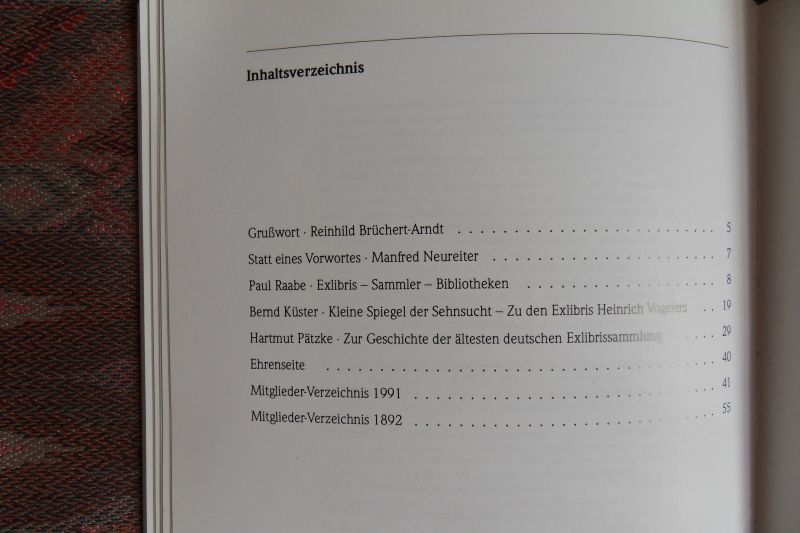 Inhaltsverzeichnis
Grußwort · Reinhild Brüchert-Arndt . . . . . . . . . . . . . . . . . . . . . . . . 5
Statt eines Vorwortes · Manfred Neureiter . . . . . . . . . . . . . . . . . . . . . 7
Paul Raabe · Exlibris – Sammler – Bibliotheken . . . . . . . . . . . . . . . . . . . 8
Bernd Küster · Kleine Spiegel der Sehnsucht – Zu den Exlibris Heinrich Vogelers . . 19
Hartmut Pätzke · Zur Geschichte der ältesten deutschen Exlibrissammlung . . . . . 29
Ehrenseite . . . . . . . . . . . . . . . . . . . . . . . . . . . . . . . . . . . . 40
Mitglieder-Verzeichnis 1991 . . . . . . . . . . . . . . . . . . . . . . . . . . . . 41
Mitglieder-Verzeichnis 1892 . . . . . . . . . . . . . . . . . . . . . . . . . . . . 55